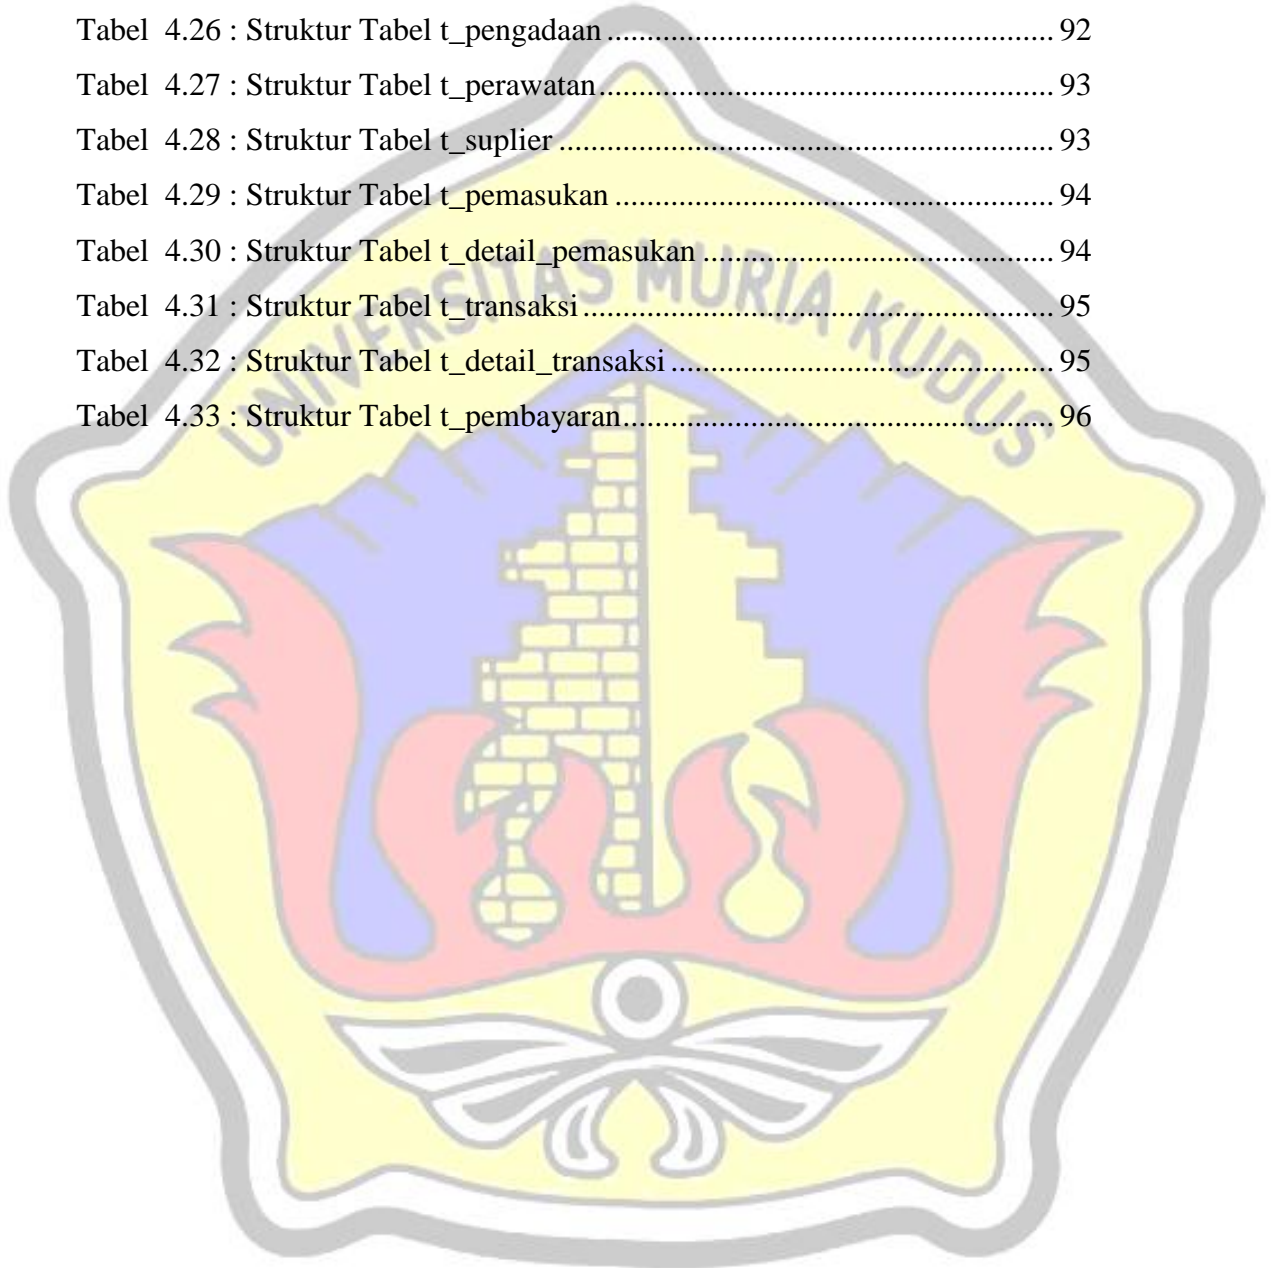 Tabel 4.26 : Struktur Tabel t_pengadaan ........................................................ 92
Tabel 4.27 : Struktur Tabel t_perawatan......................................................... 93
Tabel 4.28 : Struktur Tabel t_suplier .............................................................. 93
Tabel 4.29 : Struktur Tabel t_pemasukan ....................................................... 94
Tabel 4.30 : Struktur Tabel t_detail_pemasukan ............................................ 94
Tabel 4.31 : Struktur Tabel t_transaksi ........................................................... 95
Tabel 4.32 : Struktur Tabel t_detail_transaksi ................................................ 95
Tabel 4.33 : Struktur Tabel t_pembayaran...................................................... 96
UNIVERSITAS MURIA KUDUS